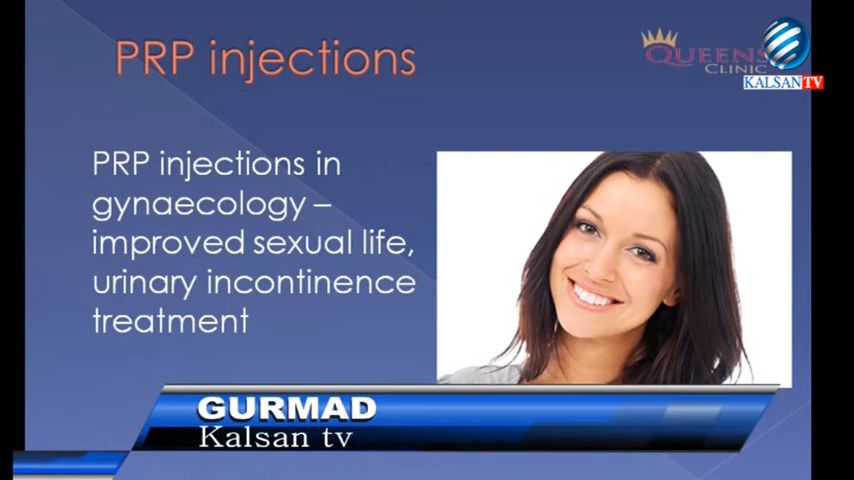 PRP injections
QUEENS
CLINIC
KALSAN TV
PRP injections in
gynaecology –
improved sexual life,
urinary incontinence
treatment
GURMAD
Kalsan tv